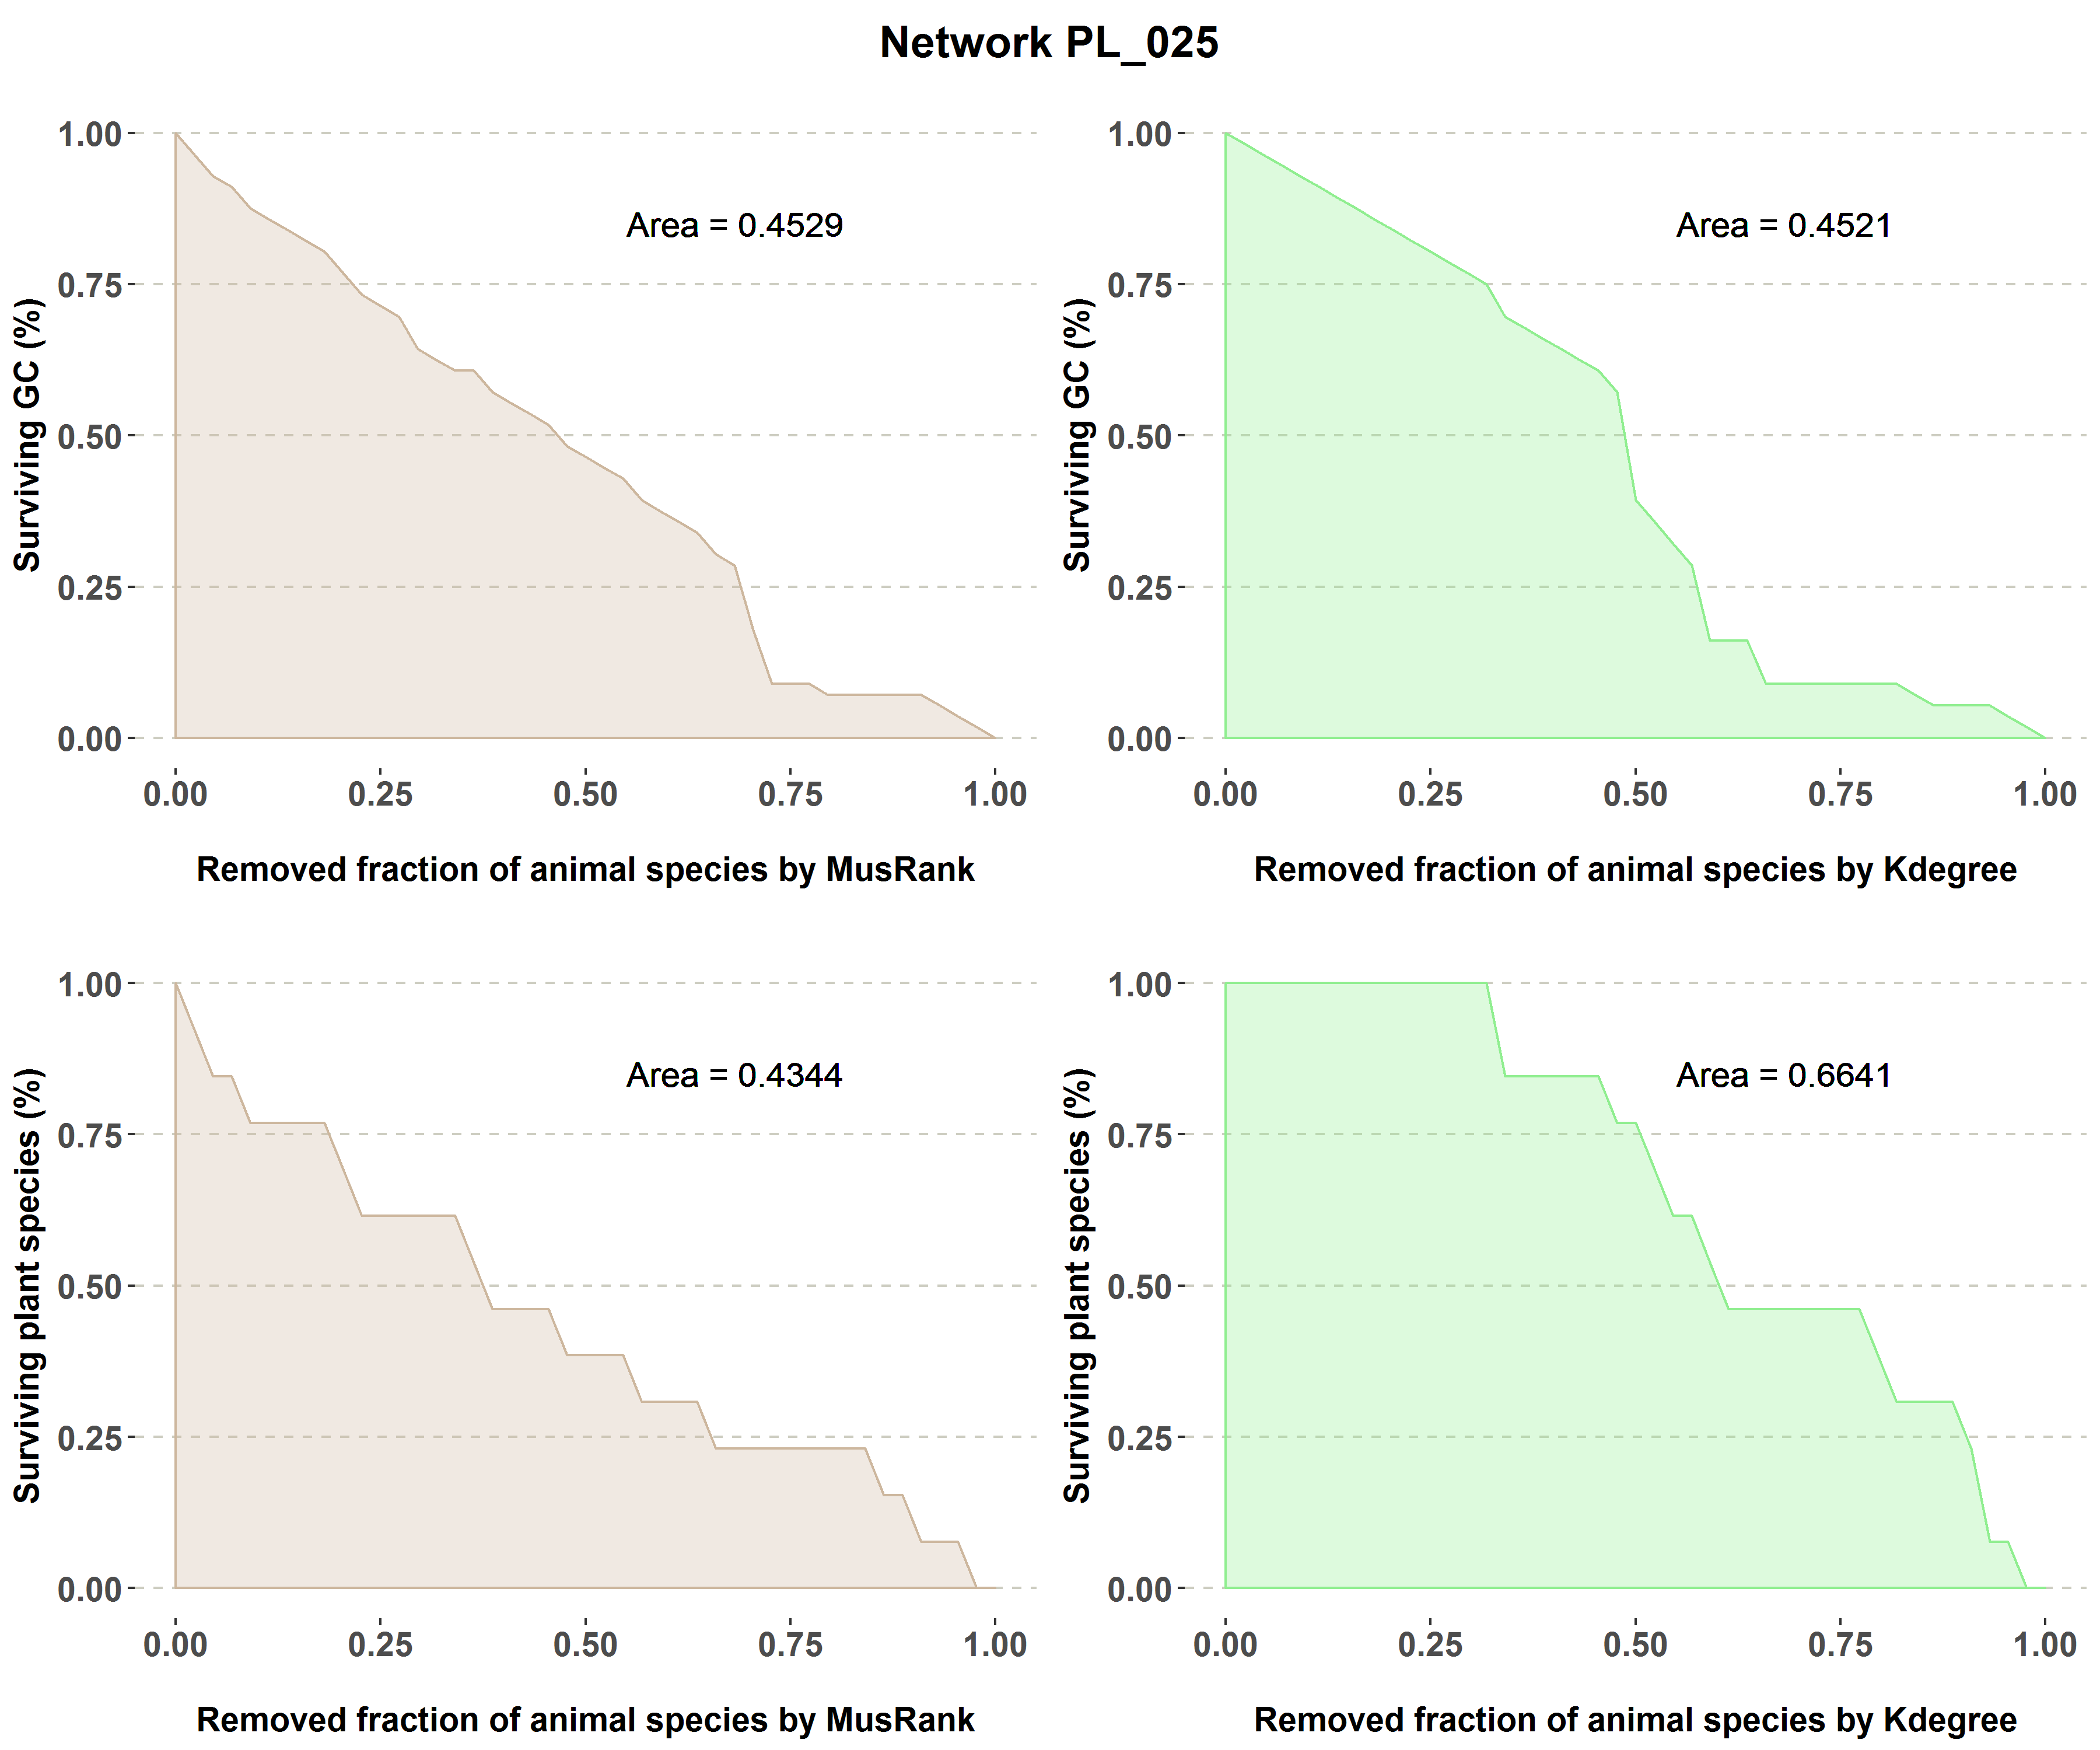 Network PL_025
Surviving GC (%)
1.00
0.75
0.50
0.25
0.00
Area = 0.4529
0.00 0.25 0.50 0.75 1.00
Removed fraction of animal species by MusRank
Surviving GC (%)
1.00
0.75
0.50
0.25
0.00
Area = 0.4521
0.00 0.25 0.50 0.75 1.00
Removed fraction of animal species by Kdegree
Surviving plant species (%)
1.00
0.75
0.50
0.25
0.00
Area = 0.4344
0.00 0.25 0.50 0.75 1.00
Removed fraction of animal species by MusRank
Surviving plant species (%)
1.00
0.75
0.50
0.25
0.00
Area = 0.6641
0.00 0.25 0.50 0.75 1.00
Removed fraction of animal species by Kdegree